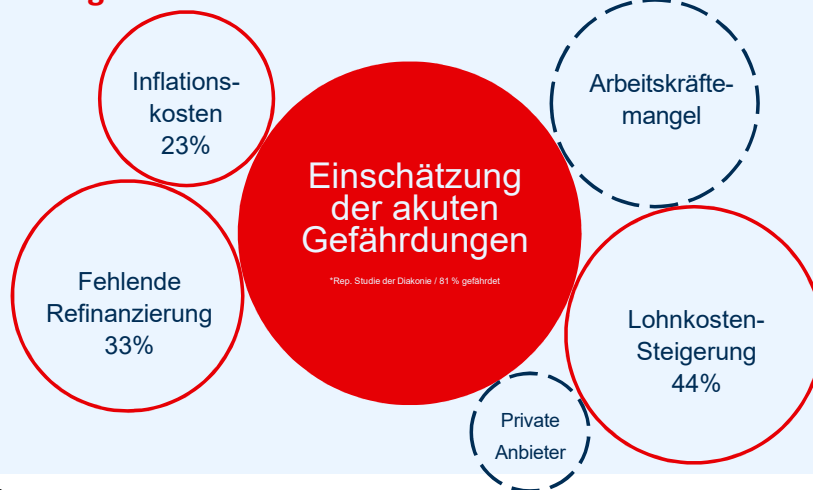 Inflations-
kosten
23%
Arbeitskräfte-
mangel
Einschätzung
der akuten
Gefährdungen
*Rep. Studie der Diakonie / 81 % gefährdet
Fehlende
Refinanzierung
33%
Lohnkosten-
Steigerung
44%
Private
Anbieter